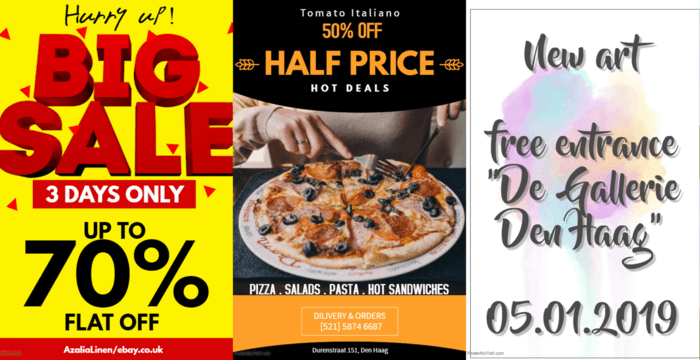 Hurry up!
BIG
SALE
3 DAYS ONLY
UP TO
70%
FLAT OFF
AzaliaLinen/ebay.co.uk
Tomato Italiano
50% OFF
HALF PRICE
HOT DEALS
PIZZA . SALADS . PASTA . HOT SANDWICHES
DILIVERY & ORDERS
[521] 5874 6687
Durenstraat 151, Den Haag
New art
free entrance
"De Gallerie
Den Haag"
05.01.2019
PosterMyWall.com